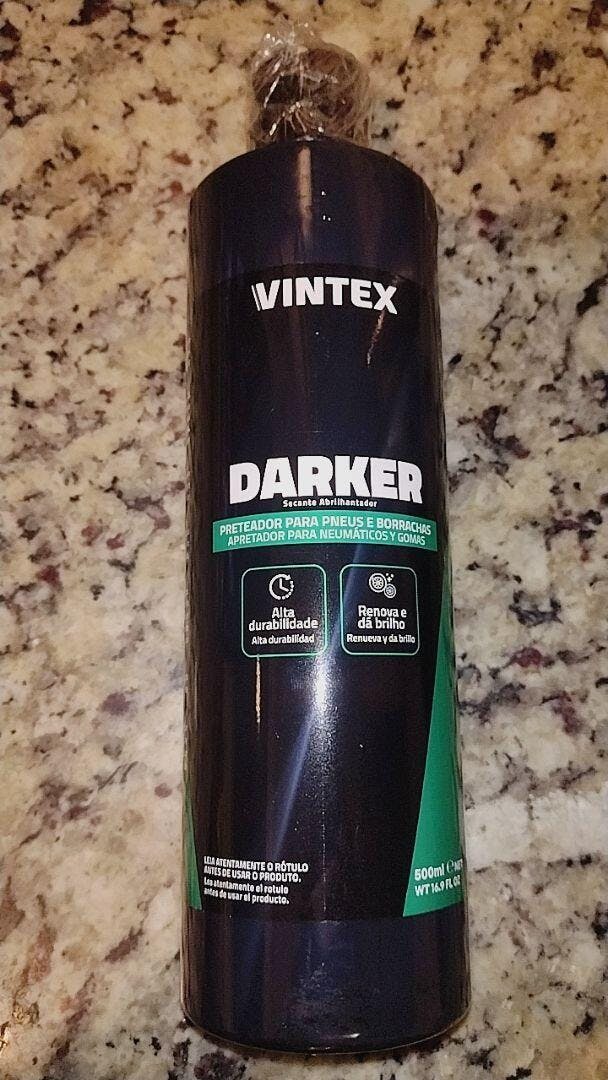 VINTEX
DARKER
Secante Abrilhantador
PRETEADOR PARA PNEUS E BORRACHAS
APRETADOR PARA NEUMÁTICOS Y GOMAS
Alta
durabilidade
Alta durabilidad
Renova e
dá brilho
Renueva y da brillo
LEIA ATENTAMENTE O RÓTULO
ANTES DE USAR O PRODUTO.
Lea atentamente el rotulo
antes de usar el producto.
500ml ℮ NET
WT 16.9 FL OZ